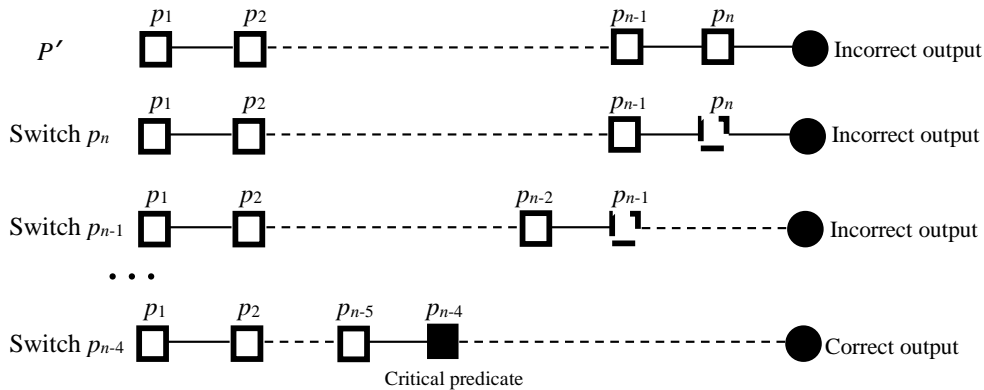 p1 p2 pn-1 pn
P′ Incorrect output
p1 p2 pn-1 pn
Switch pn Incorrect output
p1 p2 pn-2 pn-1
Switch pn-1 Incorrect output
...
p1 p2 pn-5 pn-4
Switch pn-4 Correct output
Critical predicate